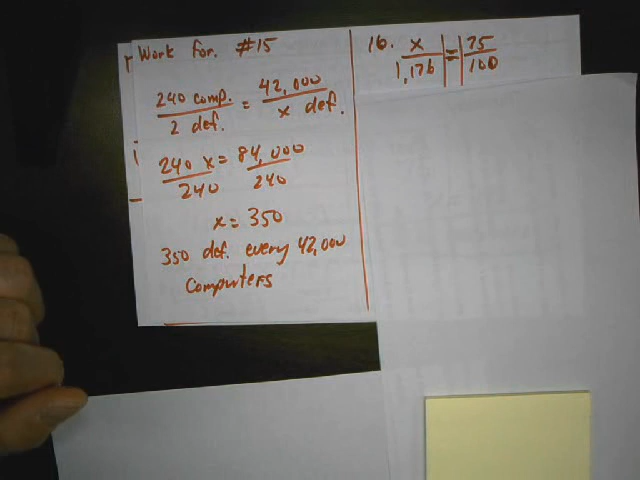 Work for. #15
240 comp. / 2 def. = 42,000 / x def.
240 x / 240 = 84,000 / 240
x = 350
350 def. every 42,000
computers
16. x / 1,176 = 75 / 100